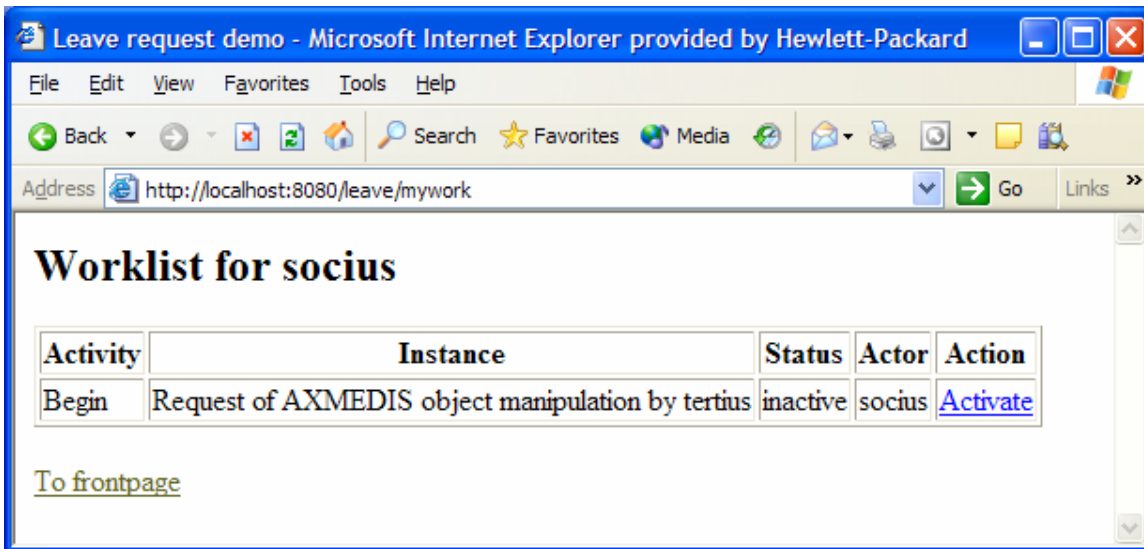 Leave request demo - Microsoft Internet Explorer provided by Hewlett-Packard
File Edit View Favorites Tools Help
Back Search Favorites Media
Address http://localhost:8080/leave/mywork Go Links »
Worklist for socius
Activity Instance Status Actor Action
Begin Request of AXMEDIS object manipulation by tertius inactive socius Activate
To frontpage